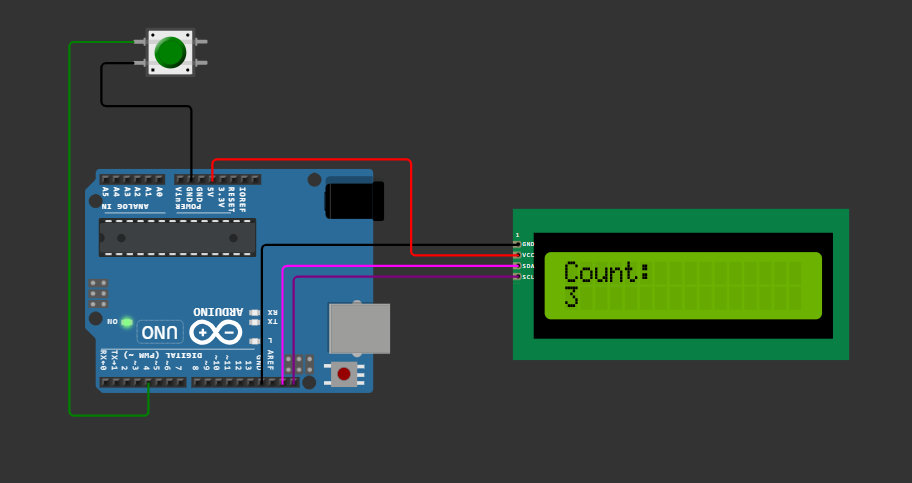 A5
A4
A3
A2
A1
A0
Vin
GND
GND
5V
3.3V
RESET
IOREF
ANALOG IN
POWER
1
GND
VCC
SDA
SCL
Count:
3
ARDUINO
UNO
ON
RX
TX
L
DIGITAL (PWM ~)
RX←0
TX→1
2
~3
4
~5
~6
7
8
~9
~10
~11
12
13
GND
AREF